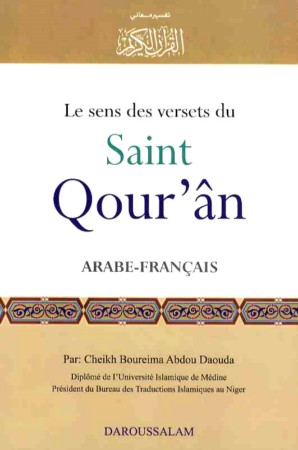 تفسير معاني
القرآن الكريم
Le sens des versets du
Saint
Qour'ân
ARABE-FRANÇAIS
Par: Cheikh Boureima Abdou Daouda
Diplômé de l'Université Islamique de Médine
Président du Bureau des Traductions Islamiques au Niger
DAROUSSALAM